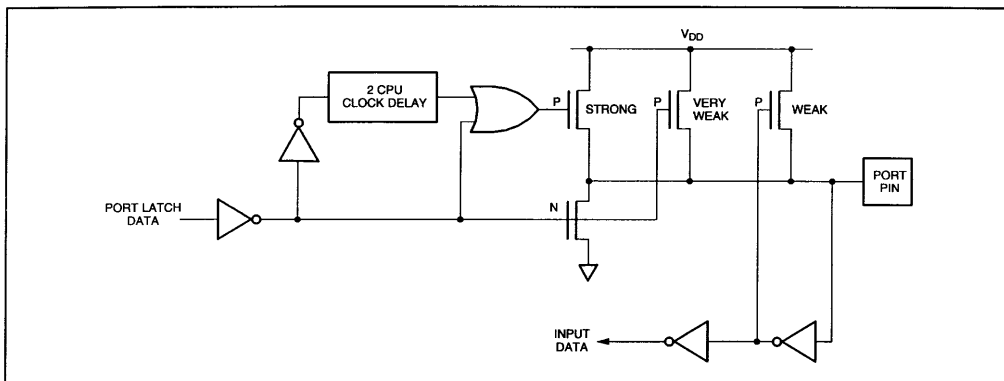 VDD
2 CPU
CLOCK DELAY
P
STRONG
P
VERY
WEAK
P
WEAK
PORT
PIN
PORT LATCH
DATA
N
INPUT
DATA